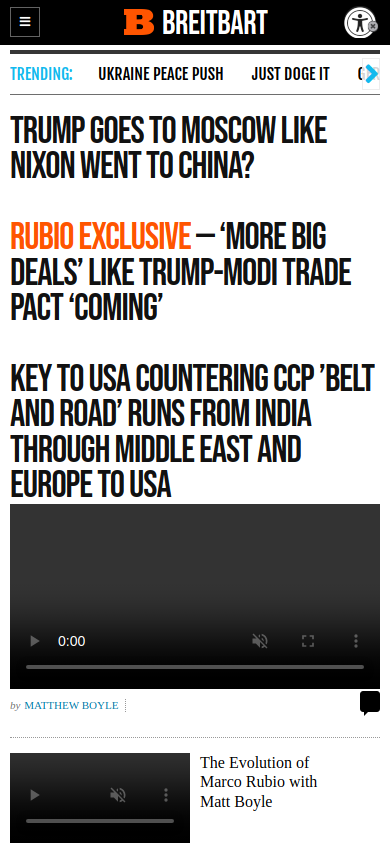 BREITBART
TRENDING:
UKRAINE PEACE PUSH
JUST DOGE IT
TRUMP GOES TO MOSCOW LIKE
NIXON WENT TO CHINA?
RUBIO EXCLUSIVE — ‘MORE BIG
DEALS’ LIKE TRUMP-MODI TRADE
PACT ‘COMING’
KEY TO USA COUNTERING CCP ’BELT
AND ROAD’ RUNS FROM INDIA
THROUGH MIDDLE EAST AND
EUROPE TO USA
0:00
by MATTHEW BOYLE
The Evolution of
Marco Rubio with
Matt Boyle